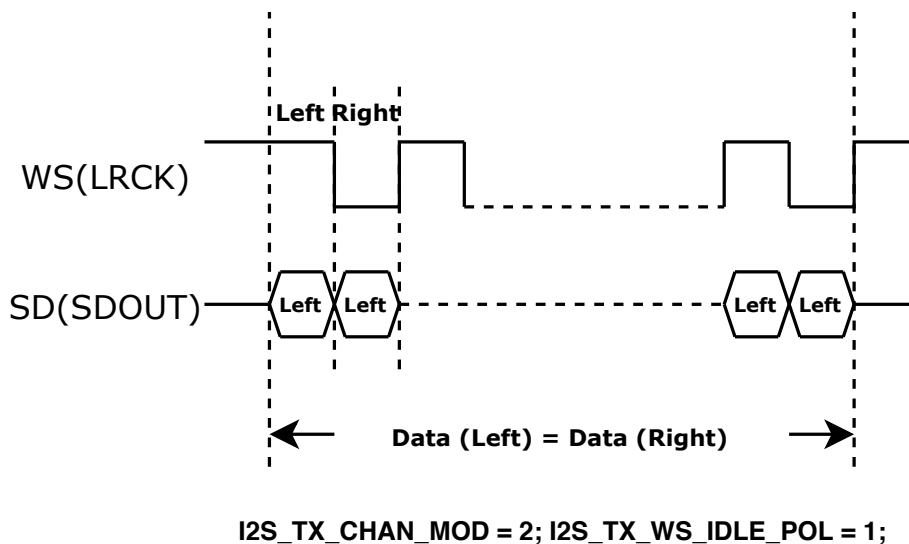 Left Right
WS(LRCK)
SD(SDOUT) Left Left Left Left
Data (Left) = Data (Right)
I2S_TX_CHAN_MOD = 2; I2S_TX_WS_IDLE_POL = 1;